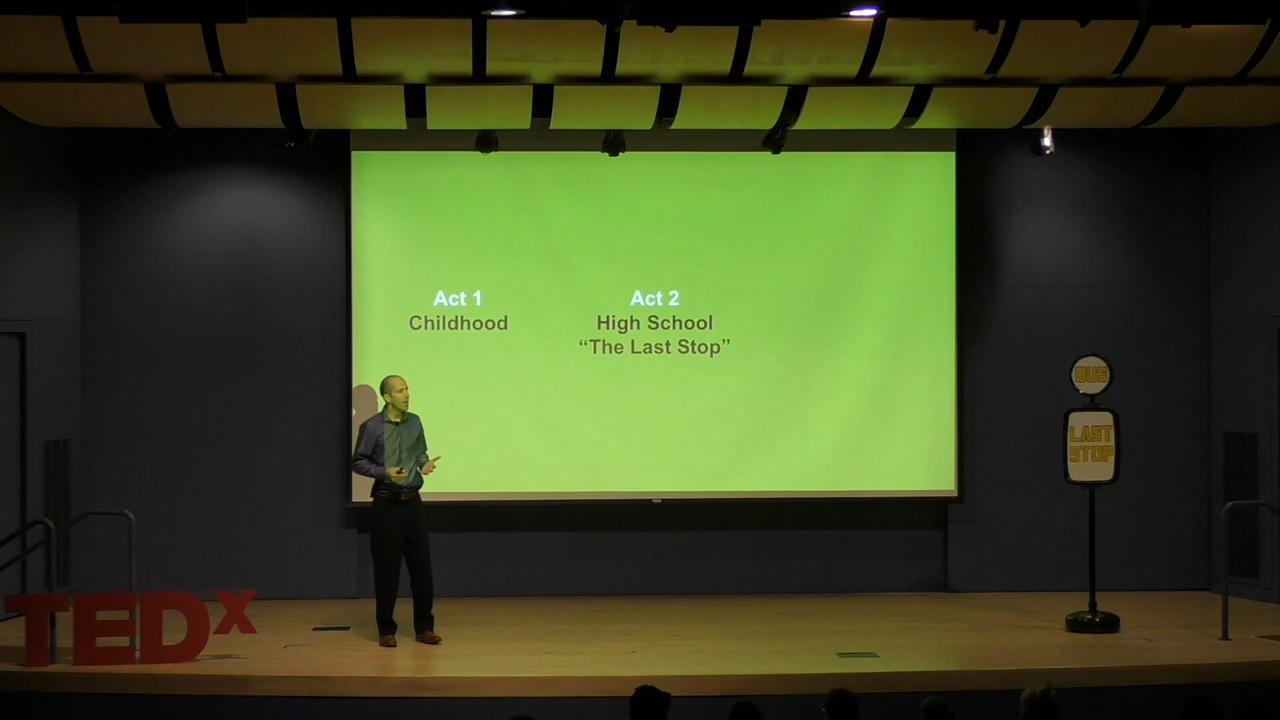 Act 1
Childhood
Act 2
High School
“The Last Stop”
BUS
LAST
STOP
TEDx